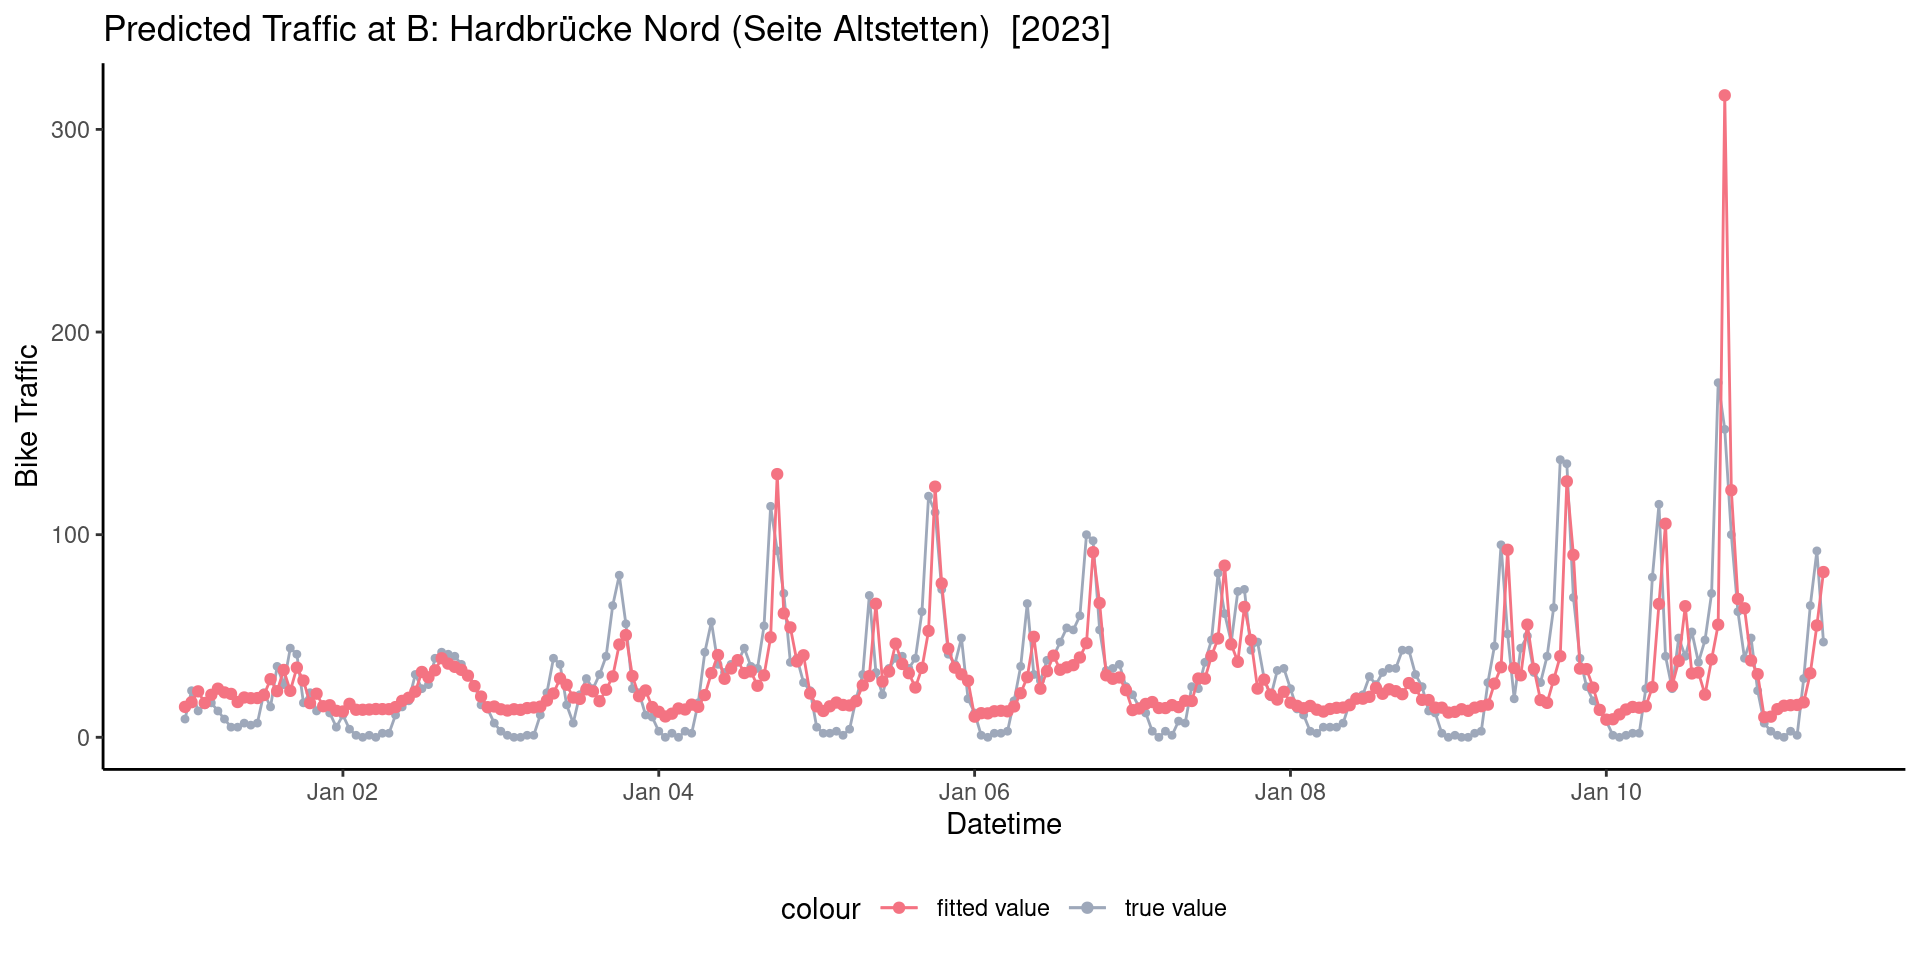 Predicted Traffic at B: Hardbrücke Nord (Seite Altstetten)  [2023]
Bike Traffic
300
200
100
0
Jan 02
Jan 04
Jan 06
Jan 08
Jan 10
Datetime
colour
fitted value
true value